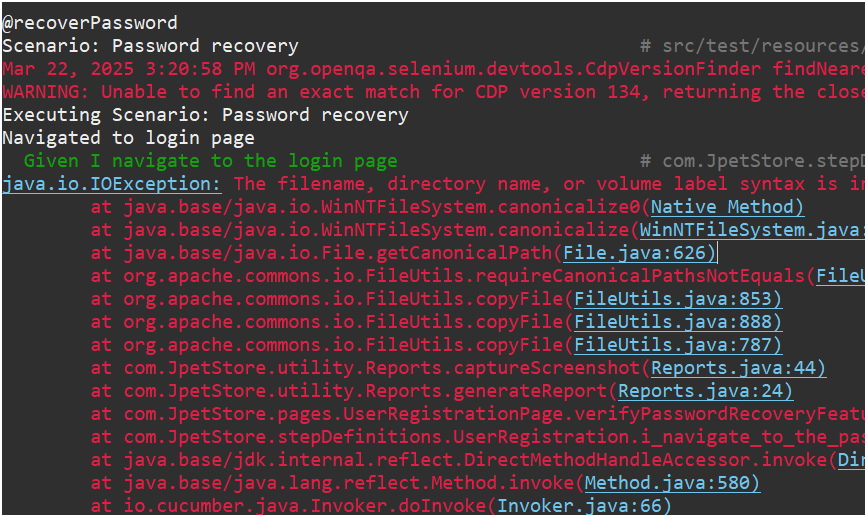 @recoverPassword
Scenario: Password recovery # src/test/resources/
Mar 22, 2025 3:20:58 PM org.openqa.selenium.devtools.CdpVersionFinder findNeare
WARNING: Unable to find an exact match for CDP version 134, returning the close
Executing Scenario: Password recovery
Navigated to login page
Given I navigate to the login page # com.JpetStore.stepD
java.io.IOException: The filename, directory name, or volume label syntax is in
at java.base/java.io.WinNTFileSystem.canonicalize0(Native Method)
at java.base/java.io.WinNTFileSystem.canonicalize(WinNTFileSystem.java:
at java.base/java.io.File.getCanonicalPath(File.java:626)
at org.apache.commons.io.FileUtils.requireCanonicalPathsNotEquals(FileU
at org.apache.commons.io.FileUtils.copyFile(FileUtils.java:853)
at org.apache.commons.io.FileUtils.copyFile(FileUtils.java:888)
at org.apache.commons.io.FileUtils.copyFile(FileUtils.java:787)
at com.JpetStore.utility.Reports.captureScreenshot(Reports.java:44)
at com.JpetStore.utility.Reports.generateReport(Reports.java:24)
at com.JpetStore.pages.UserRegistrationPage.verifyPasswordRecoveryFeatu
at com.JpetStore.stepDefinitions.UserRegistration.i_navigate_to_the_pas
at java.base/jdk.internal.reflect.DirectMethodHandleAccessor.invoke(Dir
at java.base/java.lang.reflect.Method.invoke(Method.java:580)
at io.cucumber.java.Invoker.doInvoke(Invoker.java:66)